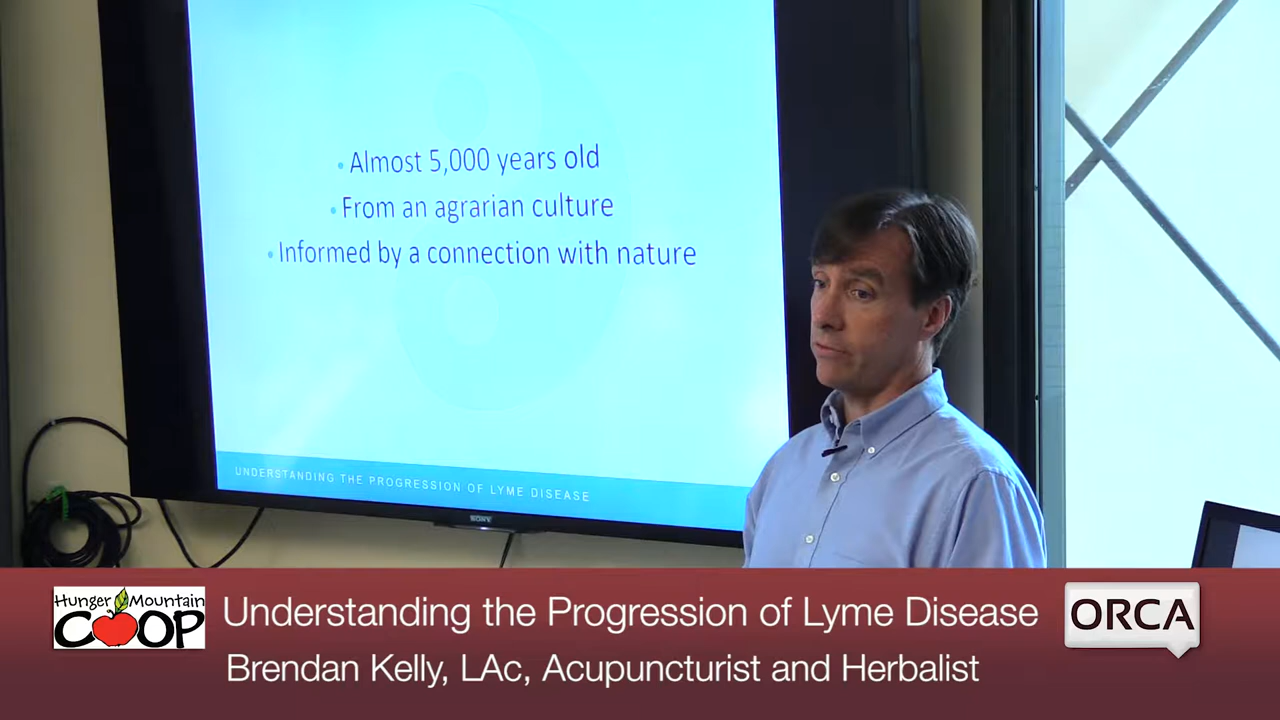 • Almost 5,000 years old
• From an agrarian culture
• Informed by a connection with nature
UNDERSTANDING THE PROGRESSION OF LYME DISEASE
SONY
Hunger Mountain
COOP
Understanding the Progression of Lyme Disease
ORCA
Brendan Kelly, LAc, Acupuncturist and Herbalist